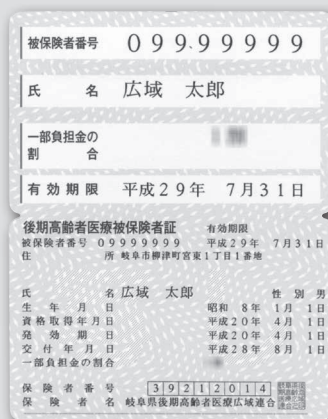 被保険者番号 099.99999
氏 名 広域 太郎
一部負担金の
割 合
有効期限 平成29年 7月31日
後期高齢者医療被保険者証 有効期限
被保険者番号 09999999 平成29年 7月31日
住 所 岐阜市柳津町宮東1丁目1番地
氏 名 広域 太郎 性別 男
生年月日 昭和 8年 1月 1日
資格取得年月日 平成20年 4月 1日
発効期日 平成20年 4月 1日
交付年月日 平成28年 8月 1日
一部負担金の割合
保険者番号 39212014
保険者名 岐阜県後期高齢者医療広域連合